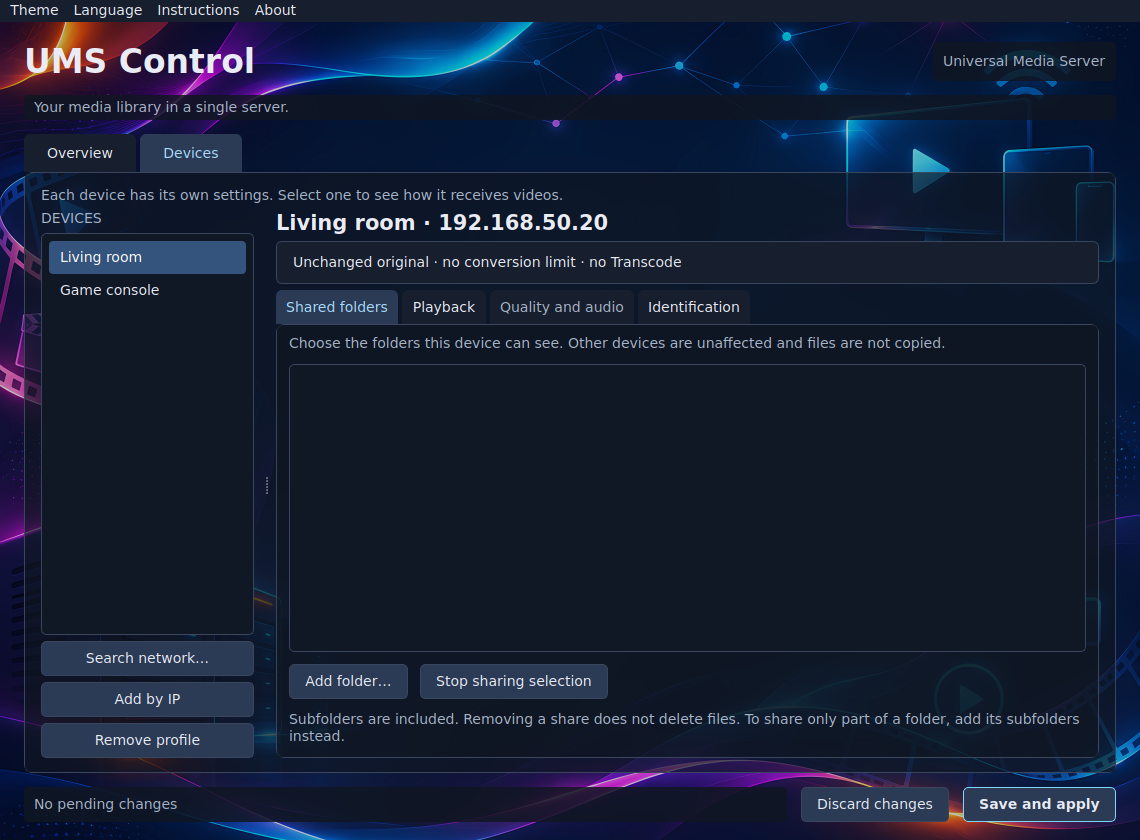 Theme Language Instructions About
UMS Control
Universal Media Server
Your media library in a single server.
Overview Devices
Each device has its own settings. Select one to see how it receives videos.
DEVICES
Living room
Game console
Search network…
Add by IP
Remove profile
Living room · 192.168.50.20
Unchanged original · no conversion limit · no Transcode
Shared folders Playback Quality and audio Identification
Choose the folders this device can see. Other devices are unaffected and files are not copied.
Add folder… Stop sharing selection
Subfolders are included. Removing a share does not delete files. To share only part of a folder, add its subfolders
instead.
No pending changes
Discard changes Save and apply